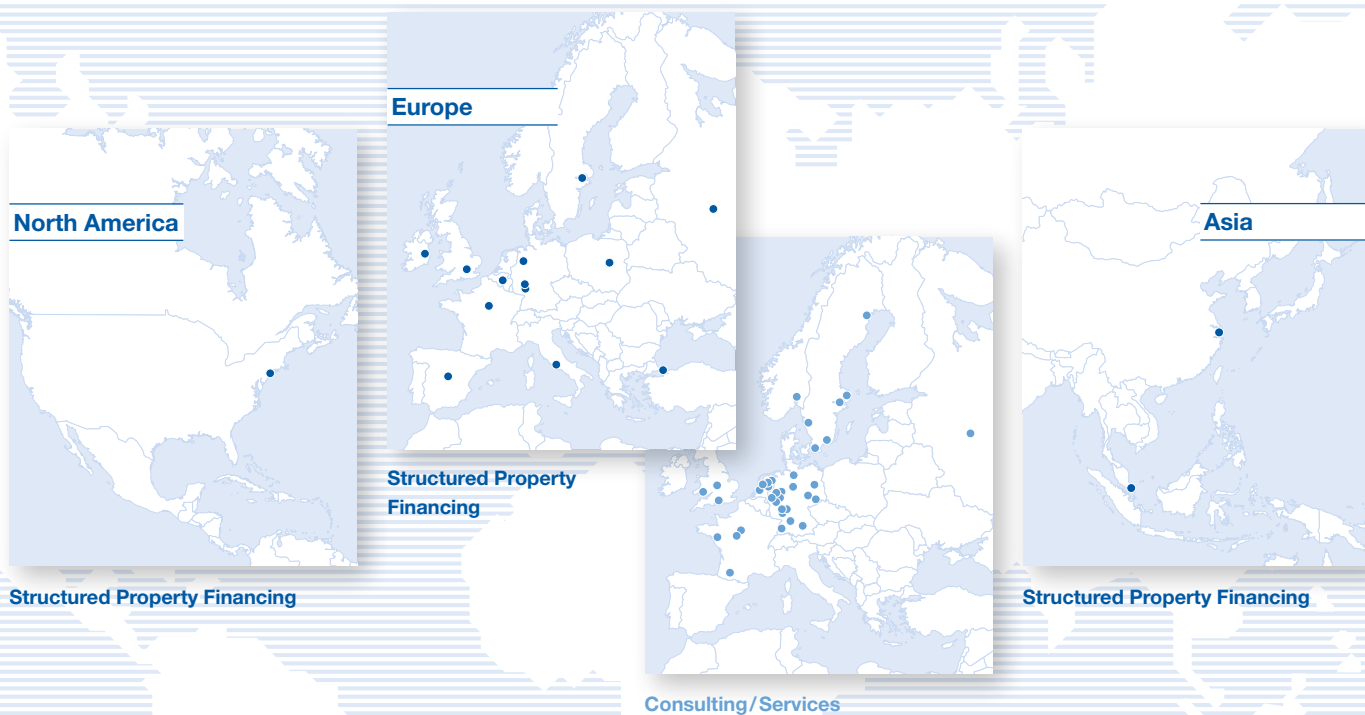 Europe
North America
Asia
Structured Property
Financing
Structured Property Financing
Structured Property Financing
Consulting/Services